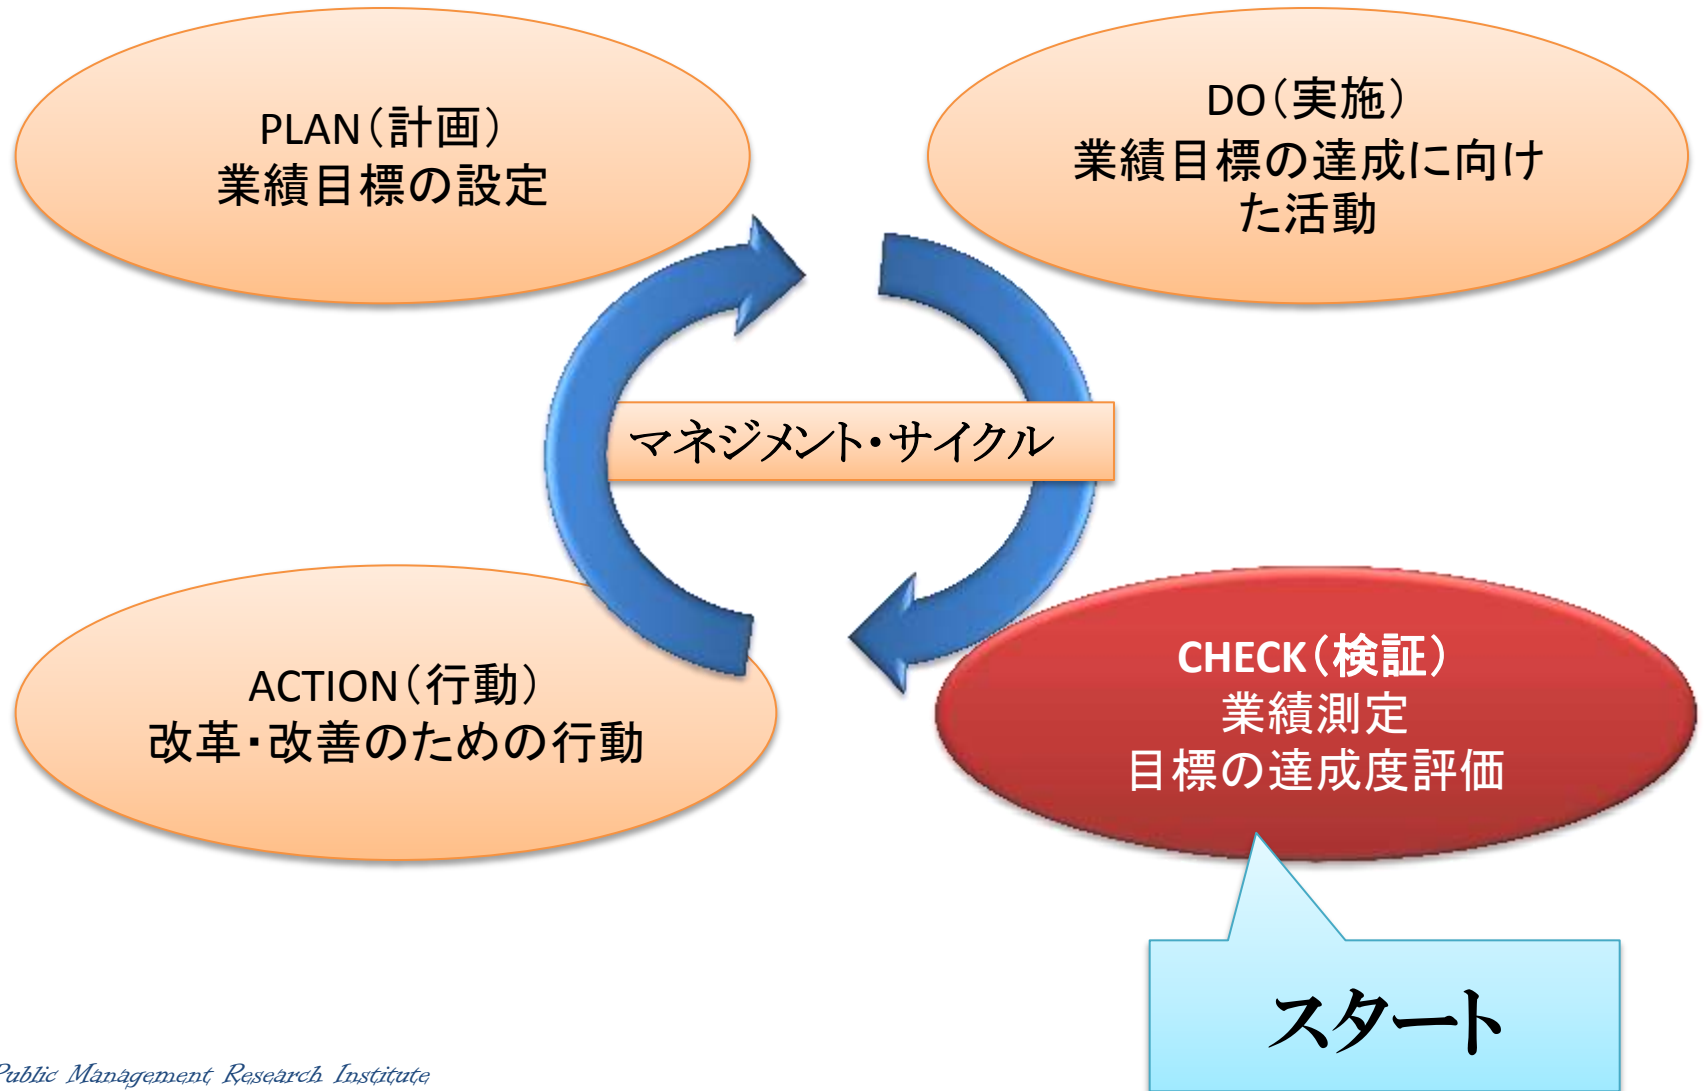 PLAN（計画）
業績目標の設定
DO（実施）
業績目標の達成に向け
た活動
マネジメント・サイクル
ACTION（行動）
改革・改善のための行動
CHECK（検証）
業績測定
目標の達成度評価
スタート
Public Management Research Institute